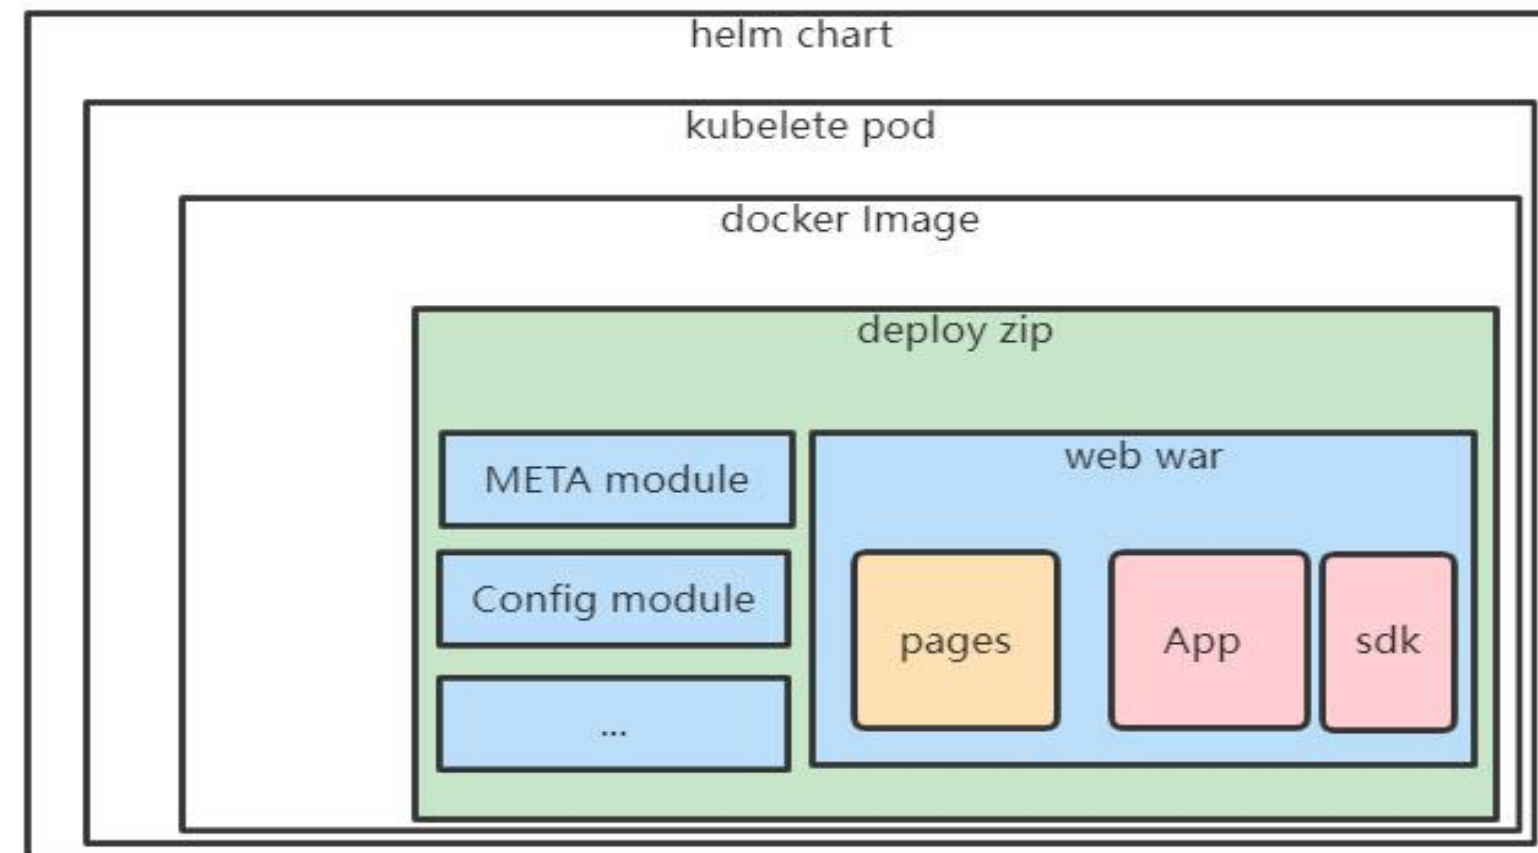 helm chart
kubelete pod
docker Image
deploy zip
META module
web war
Config module
pages
App
sdk
...